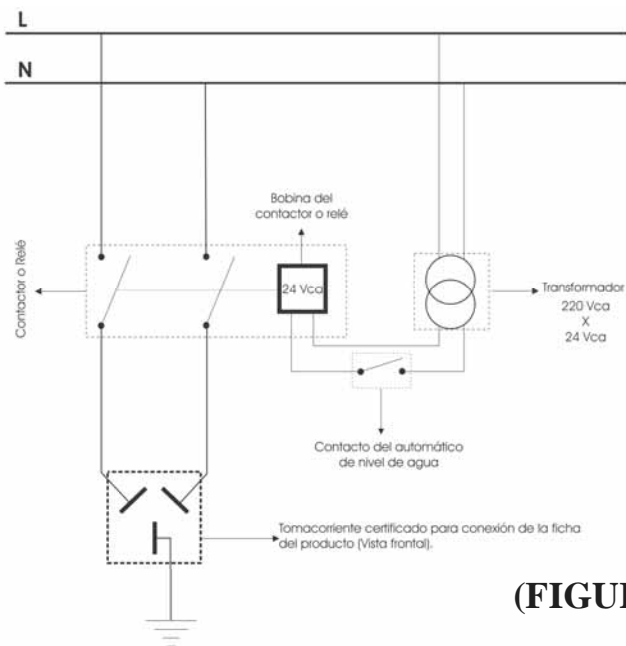 L
N
Bobina del
contactor o relé
Contactor o Relé
24 Vca
Transformador
220 Vca
X
24 Vca
Contacto del automático
de nivel de agua
Tomacorriente certificado para conexión de la ficha
del producto (Vista frontal).